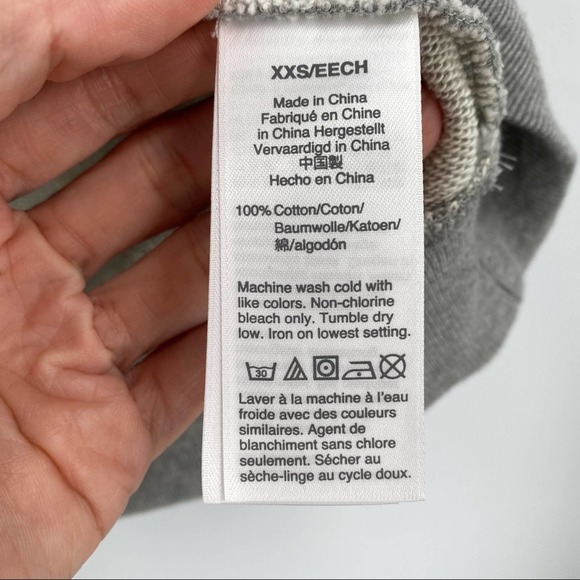 XXS/EECH
Made in China
Fabriqué en Chine
in China Hergestellt
Vervaardigd in China
中国製
Hecho en China
100% Cotton/Coton/
Baumwolle/Katoen/
綿/algodón
Machine wash cold with
like colors. Non-chlorine
bleach only. Tumble dry
low. Iron on lowest setting.
30
Laver à la machine à l'eau
froide avec des couleurs
similaires. Agent de
blanchiment sans chlore
seulement. Sécher au
sèche-linge au cycle doux.